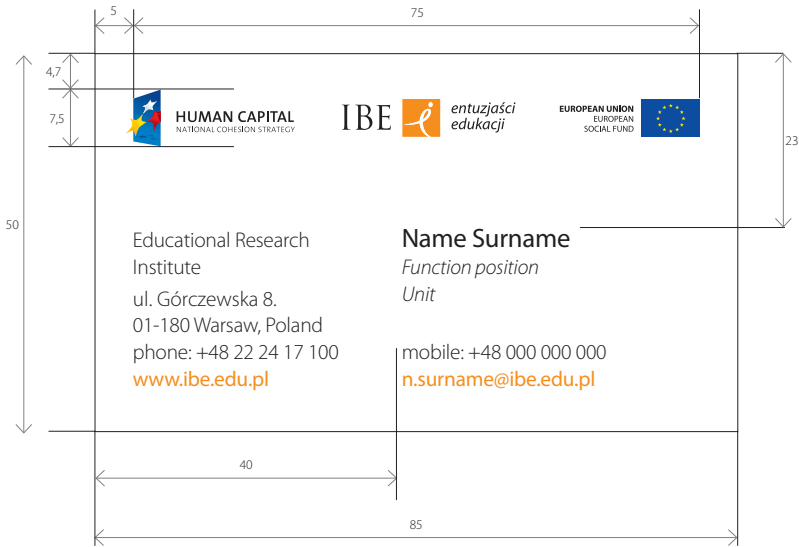 5
75
4,7
7,5
50
23
HUMAN CAPITAL
NATIONAL COHESION STRATEGY
IBE
entuzjaści
edukacji
EUROPEAN UNION
EUROPEAN
SOCIAL FUND
Educational Research
Institute
ul. Górczewska 8.
01-180 Warsaw, Poland
phone: +48 22 24 17 100
www.ibe.edu.pl
Name Surname
Function position
Unit
mobile: +48 000 000 000
n.surname@ibe.edu.pl
40
85